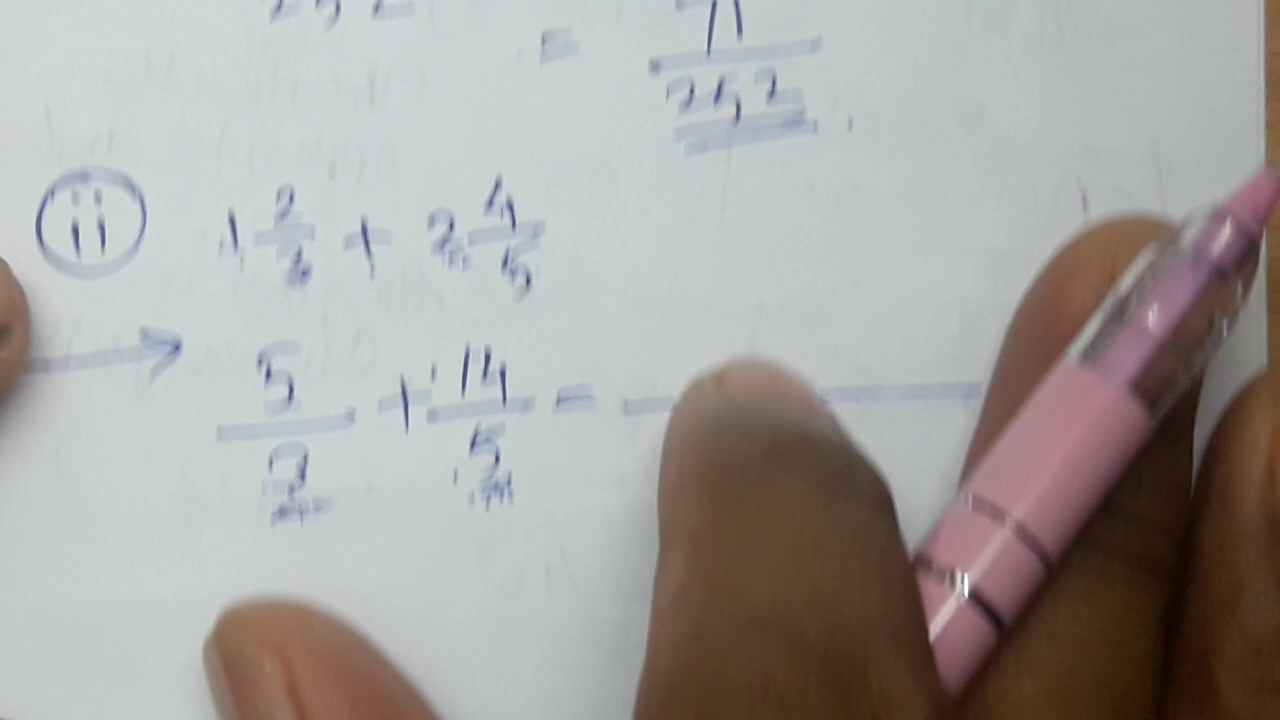 = 71/252
ii 1 2/3 + 2 4/5
→ 5/3 + 14/5 =